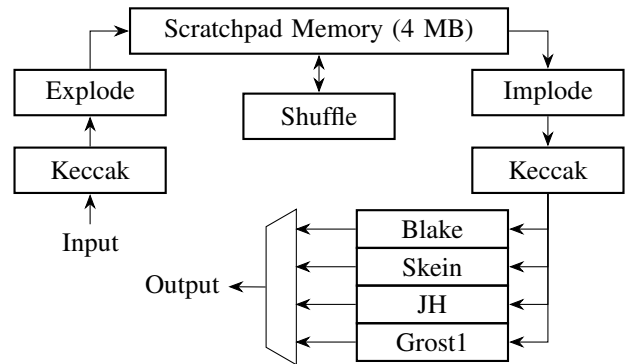 Scratchpad Memory (4 MB)
Explode
Implode
Shuffle
Keccak
Keccak
Input
Blake
Skein
Output
JH
Grost1